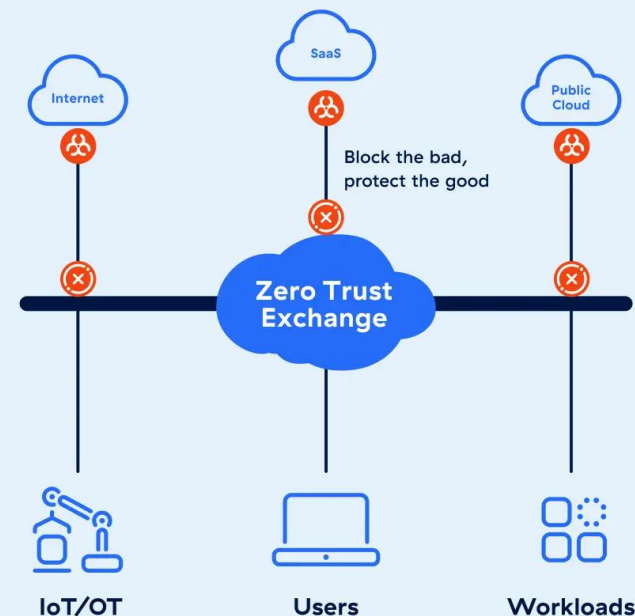 SaaS
Internet
Public
Cloud
Block the bad,
protect the good
Zero Trust
Exchange
IoT/OT
Users
Workloads